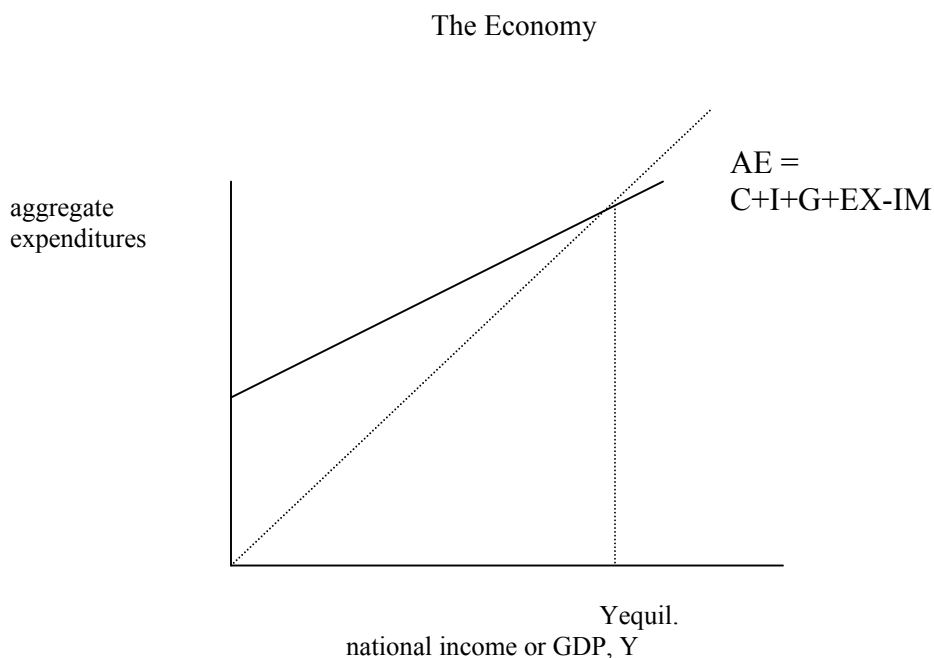 The Economy
AE =
C+I+G+EX-IM
aggregate
expenditures
Yequil.
national income or GDP, Y